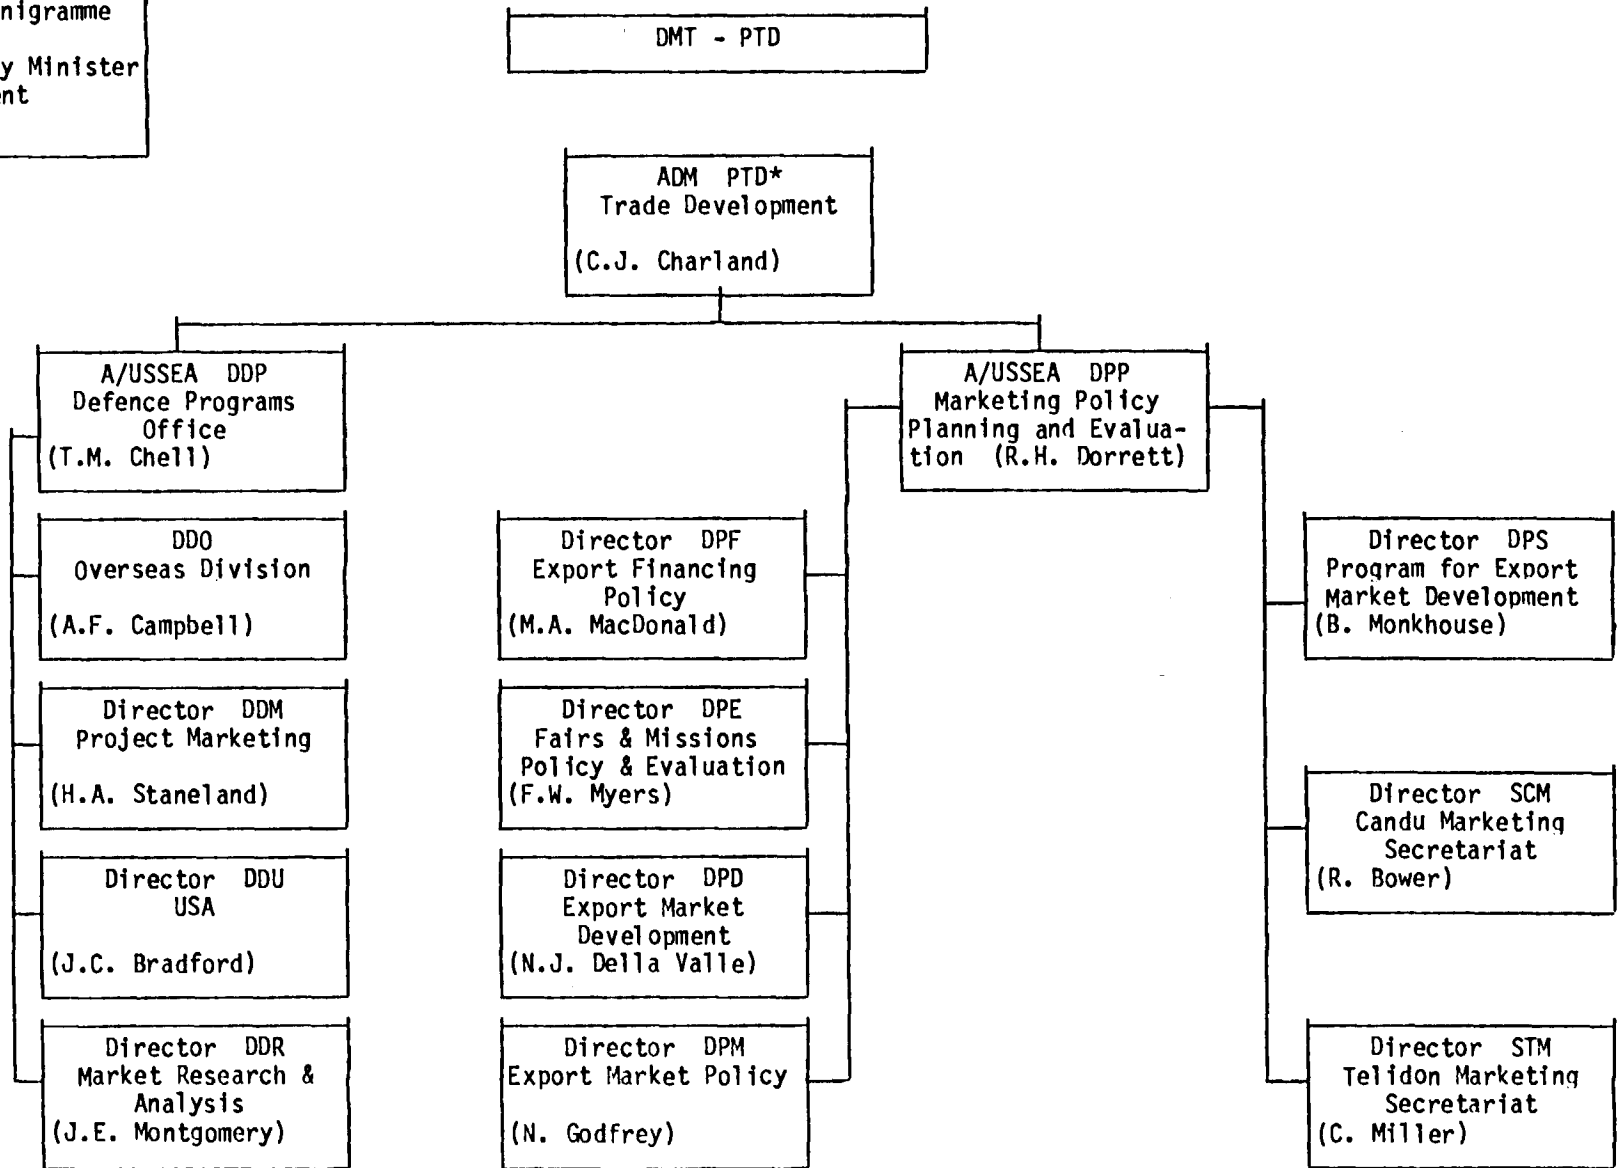 nigramme
y Minister
ent
DMT - PTD
ADM PTD*
Trade Development
(C.J. Charland)
A/USSEA DDP
Defence Programs
Office
(T.M. Chell)
A/USSEA DPP
Marketing Policy
Planning and Evalua-
tion (R.H. Dorrett)
DDO
Overseas Division
(A.F. Campbell)
Director DDM
Project Marketing
(H.A. Staneland)
Director DDU
USA
(J.C. Bradford)
Director DDR
Market Research &
Analysis
(J.E. Montgomery)
Director DPF
Export Financing
Policy
(M.A. MacDonald)
Director DPE
Fairs & Missions
Policy & Evaluation
(F.W. Myers)
Director DPD
Export Market
Development
(N.J. Della Valle)
Director DPM
Export Market Policy
(N. Godfrey)
Director DPS
Program for Export
Market Development
(B. Monkhouse)
Director SCM
Candu Marketing
Secretariat
(R. Bower)
Director STM
Telidon Marketing
Secretariat
(C. Miller)